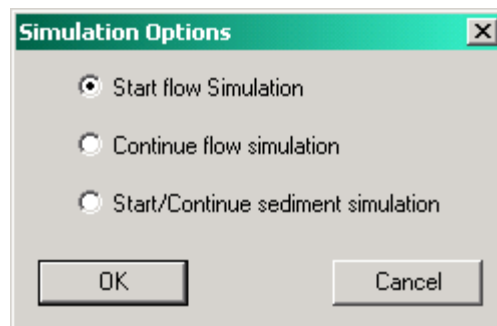 Simulation Options
Start flow Simulation
Continue flow simulation
Start/Continue sediment simulation
OK Cancel